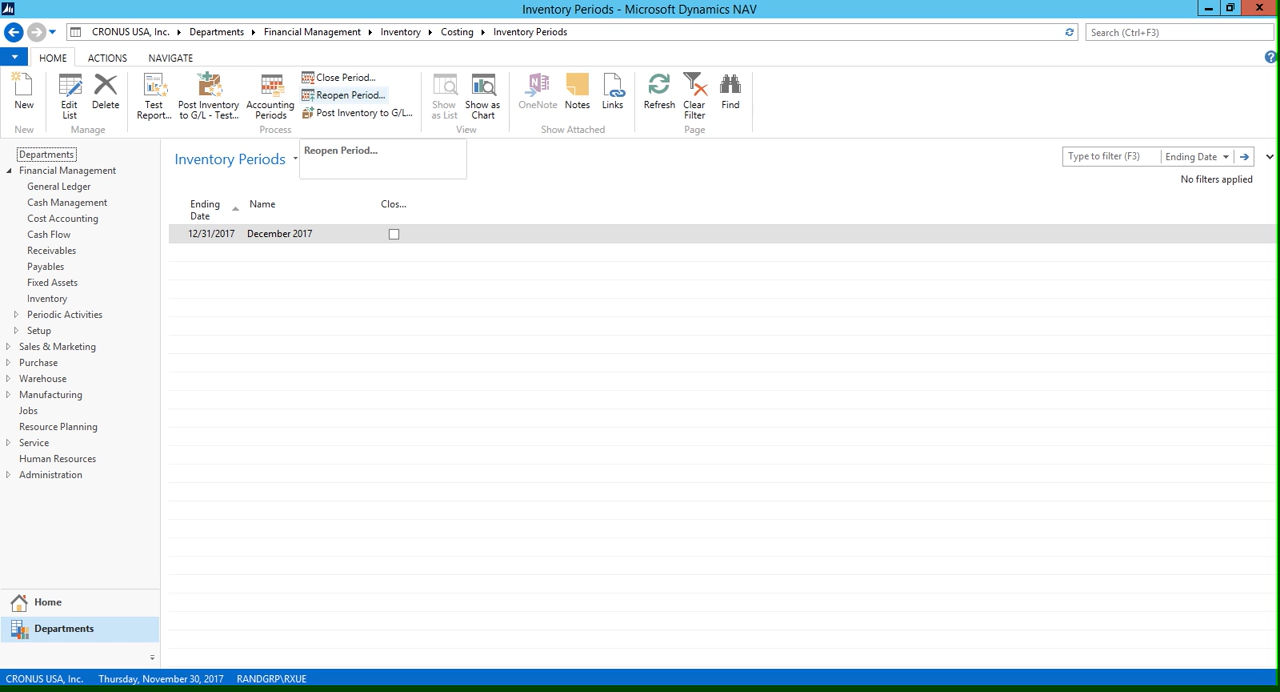 Inventory Periods - Microsoft Dynamics NAV
CRONUS USA, Inc. Departments Financial Management Inventory Costing Inventory Periods
Search (Ctrl+F3)
HOME ACTIONS NAVIGATE
New
Edit List
Delete
Test Report...
Post Inventory to G/L - Test...
Accounting Periods
Close Period...
Reopen Period...
Post Inventory to G/L...
Show as List
Show as Chart
OneNote
Notes
Links
Refresh
Clear Filter
Find
New Manage Process View Show Attached Page
Departments
Financial Management
General Ledger
Cash Management
Cost Accounting
Cash Flow
Receivables
Payables
Fixed Assets
Inventory
Periodic Activities
Setup
Sales & Marketing
Purchase
Warehouse
Manufacturing
Jobs
Resource Planning
Service
Human Resources
Administration
Home
Departments
Inventory Periods
Reopen Period...
Type to filter (F3) Ending Date
No filters applied
Ending Date Name Clos...
12/31/2017 December 2017
CRONUS USA, Inc. Thursday, November 30, 2017 RANDGRP\RXUE